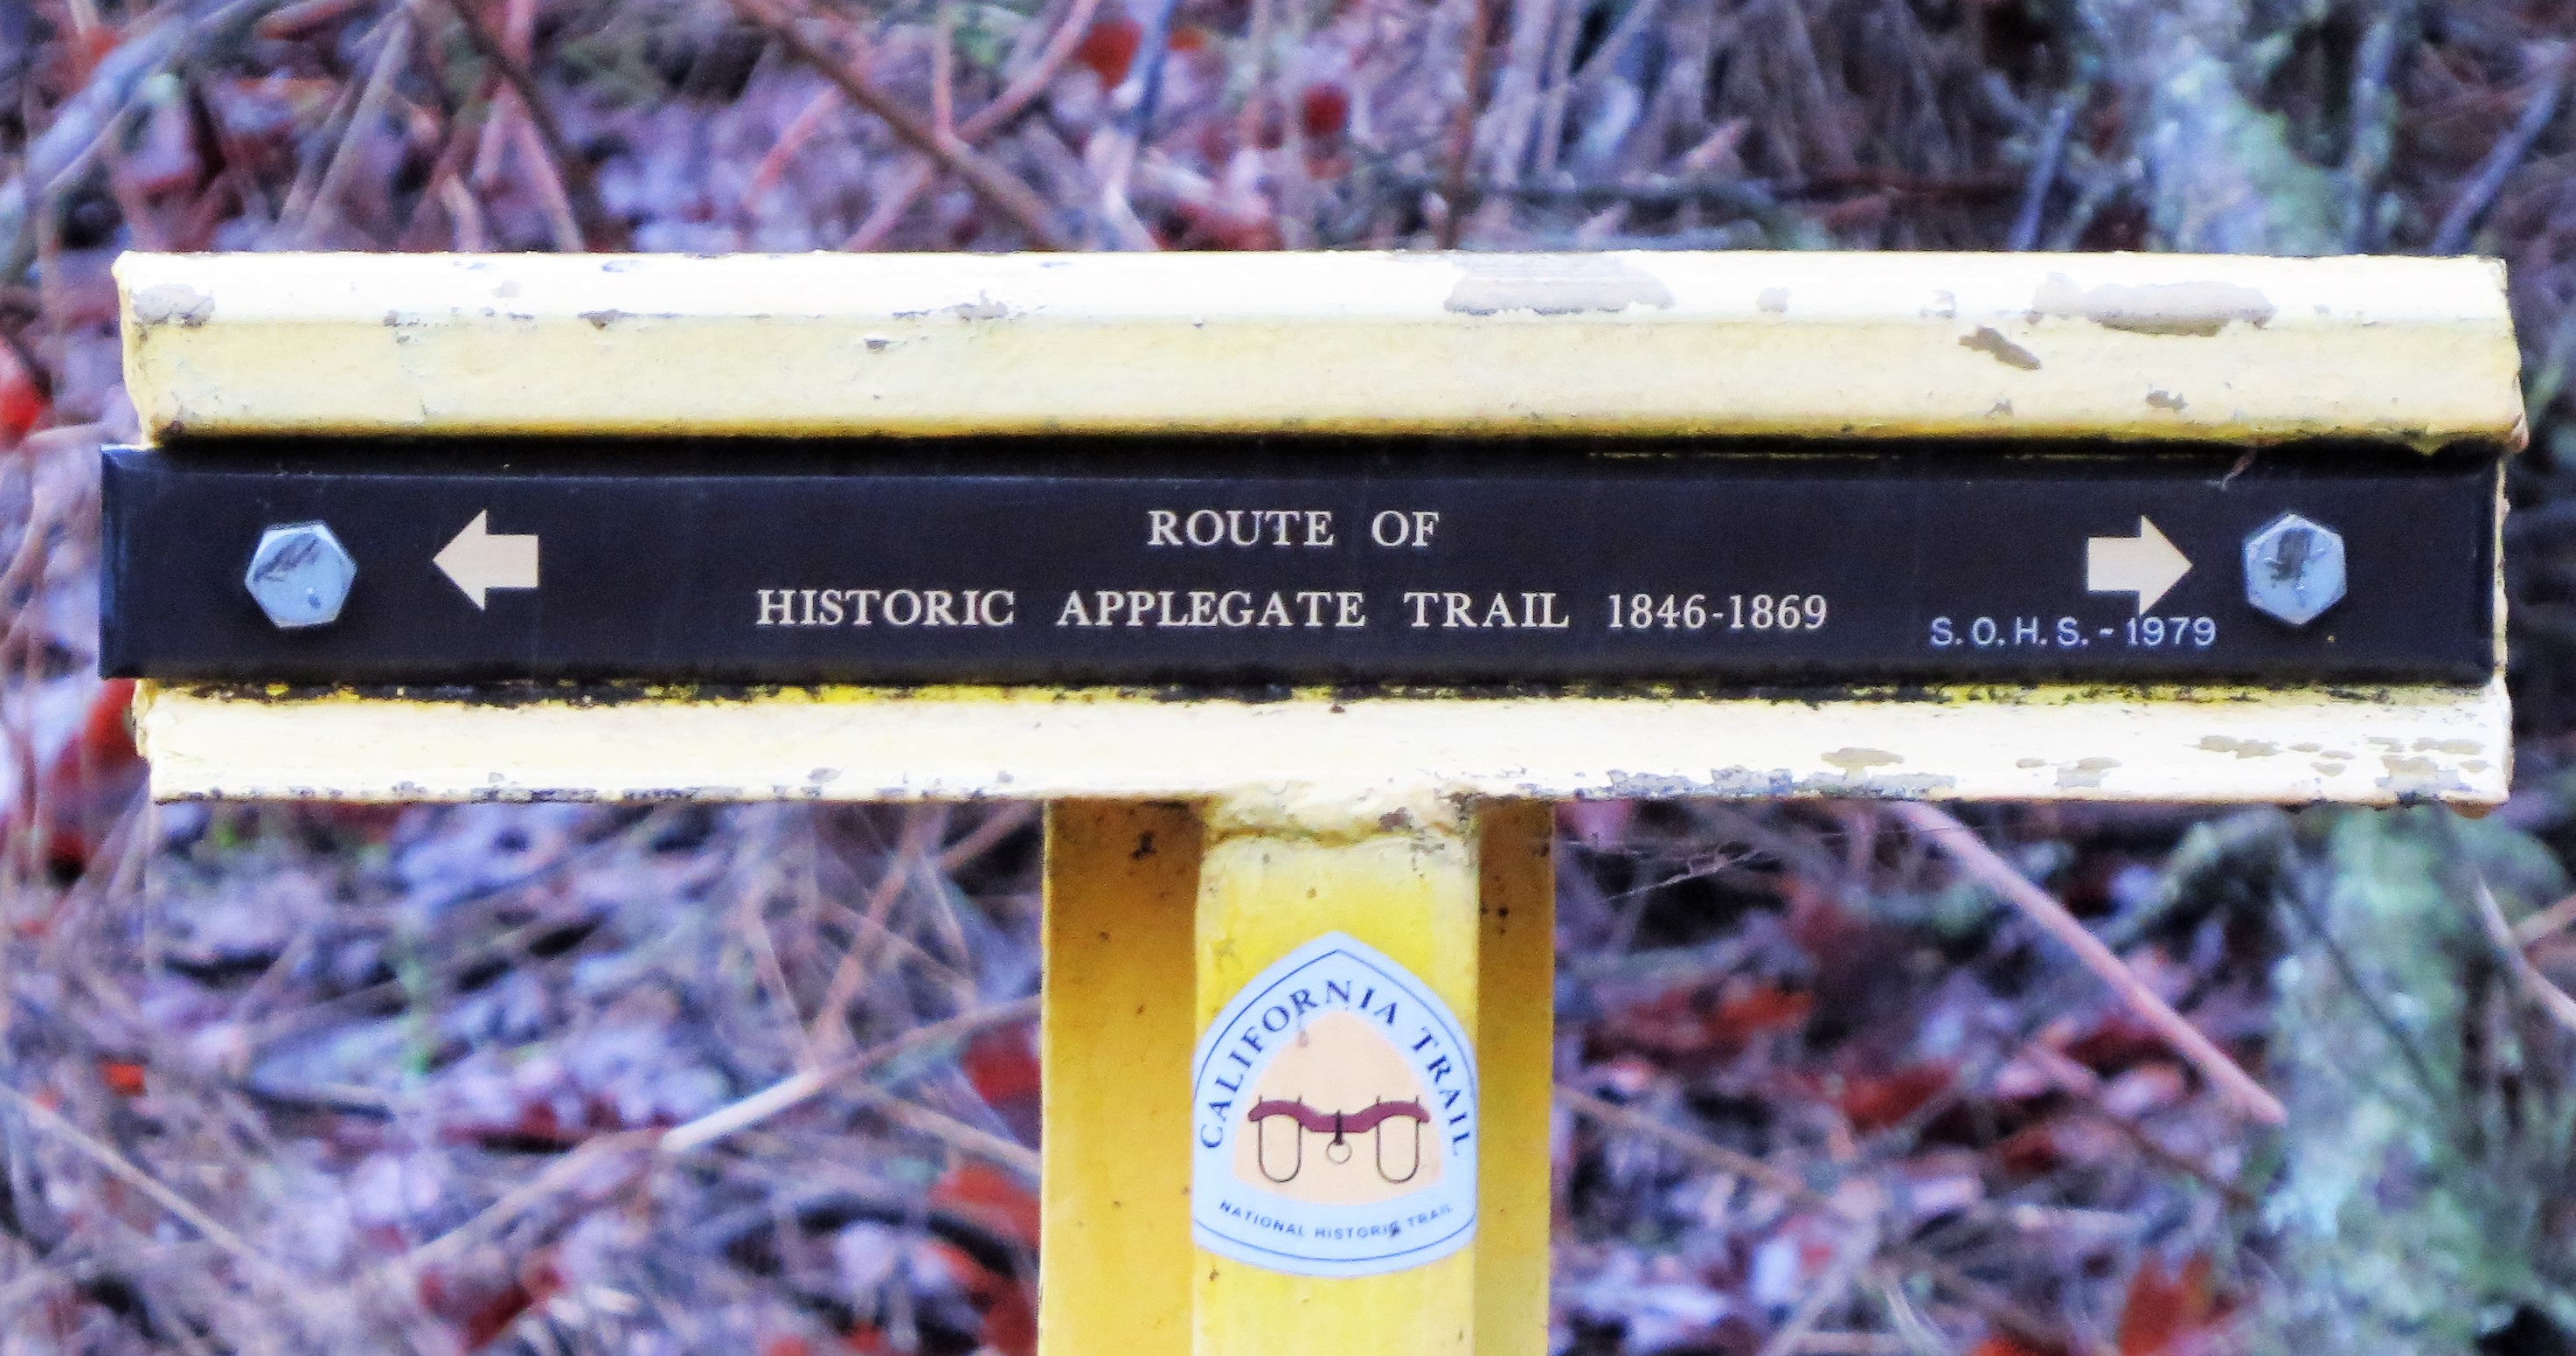 ROUTE OF
HISTORIC APPLEGATE TRAIL 1846-1869
S.O.H.S. - 1979
CALIFORNIA TRAIL
NATIONAL HISTORIC TRAIL